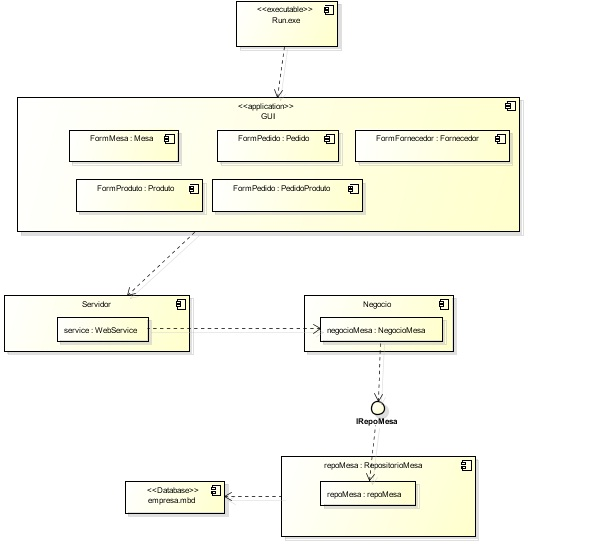 <<executable>>
Run.exe
<<application>>
GUI
FormMesa : Mesa
FormPedido : Pedido
FormFornecedor : Fornecedor
FormProduto : Produto
FormPedido : PedidoProduto
Servidor
service : WebService
Negocio
negocioMesa : NegocioMesa
IRepoMesa
repoMesa : RepositorioMesa
repoMesa : repoMesa
<<Database>>
empresa.mbd